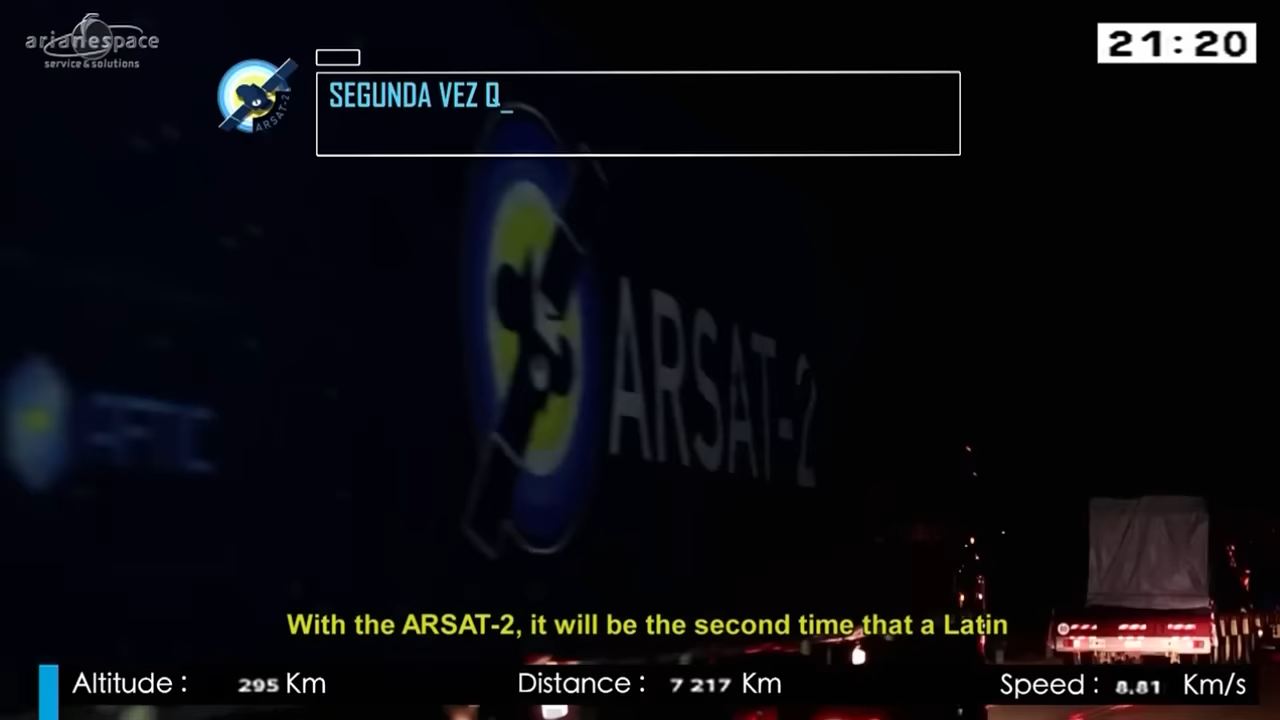 arianespace
service & solutions
21:20
ARSAT-2
SEGUNDA VEZ Q_
ARSAT-2
With the ARSAT-2, it will be the second time that a Latin
Altitude : 295 Km
Distance : 7 217 Km
Speed : 8.81 Km/s